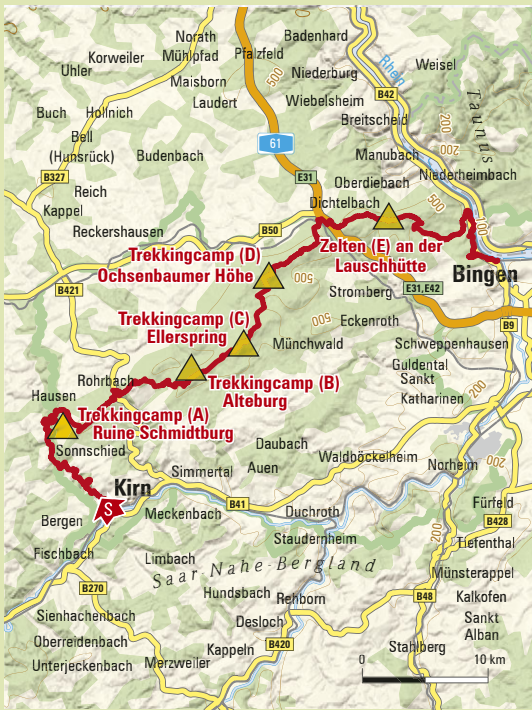 Badenhard
Norath
Mühlpfad
Pfalzfeld
Korweiler
Uhler
Weisel
Niederburg
Maisborn
Rhein
500
Laudert
Wiebelsheim
B42
Taunus
Buch
Hollnich
Breitscheid
200
Bell
(Hunsrück)
61
Budenbach
Manubach
200
B327
E31
Niederheimbach
Reich
Oberdiebach
500
Kappel
Dichtelbach
100
Reckershausen
B50
Trekkingcamp (D)
Ochsenbaumer Höhe
Zelten (E) an der
Lauschhütte
Bingen
500
B421
Stromberg
E31,E42
Trekkingcamp (C)
Ellerspring
500
Eckenroth
B9
Münchwald
Schweppenhausen
Guldental
Rohrbach
Trekkingcamp (B)
Alteburg
Sankt
Katharinen
200
Hausen
Trekkingcamp (A)
Ruine Schmidtburg
Sonnschied
Daubach
Waldböckelheim
Simmertal
Auen
Norheim
200
Kirn
S
B41
Meckenbach
Duchroth
Fürfeld
Bergen
B428
200
Staudernheim
Tiefenthal
Fischbach
Limbach
Saar-Nahe-Bergland
Münsterappel
B270
Hundsbach
Rehborn
B48
Kalkofen
Sienhachenbach
Desloch
Sankt
Alban
Oberreidenbach
B420
Kappeln
Stahlberg
Unterjeckenbach
Merzweiler
0
10 km